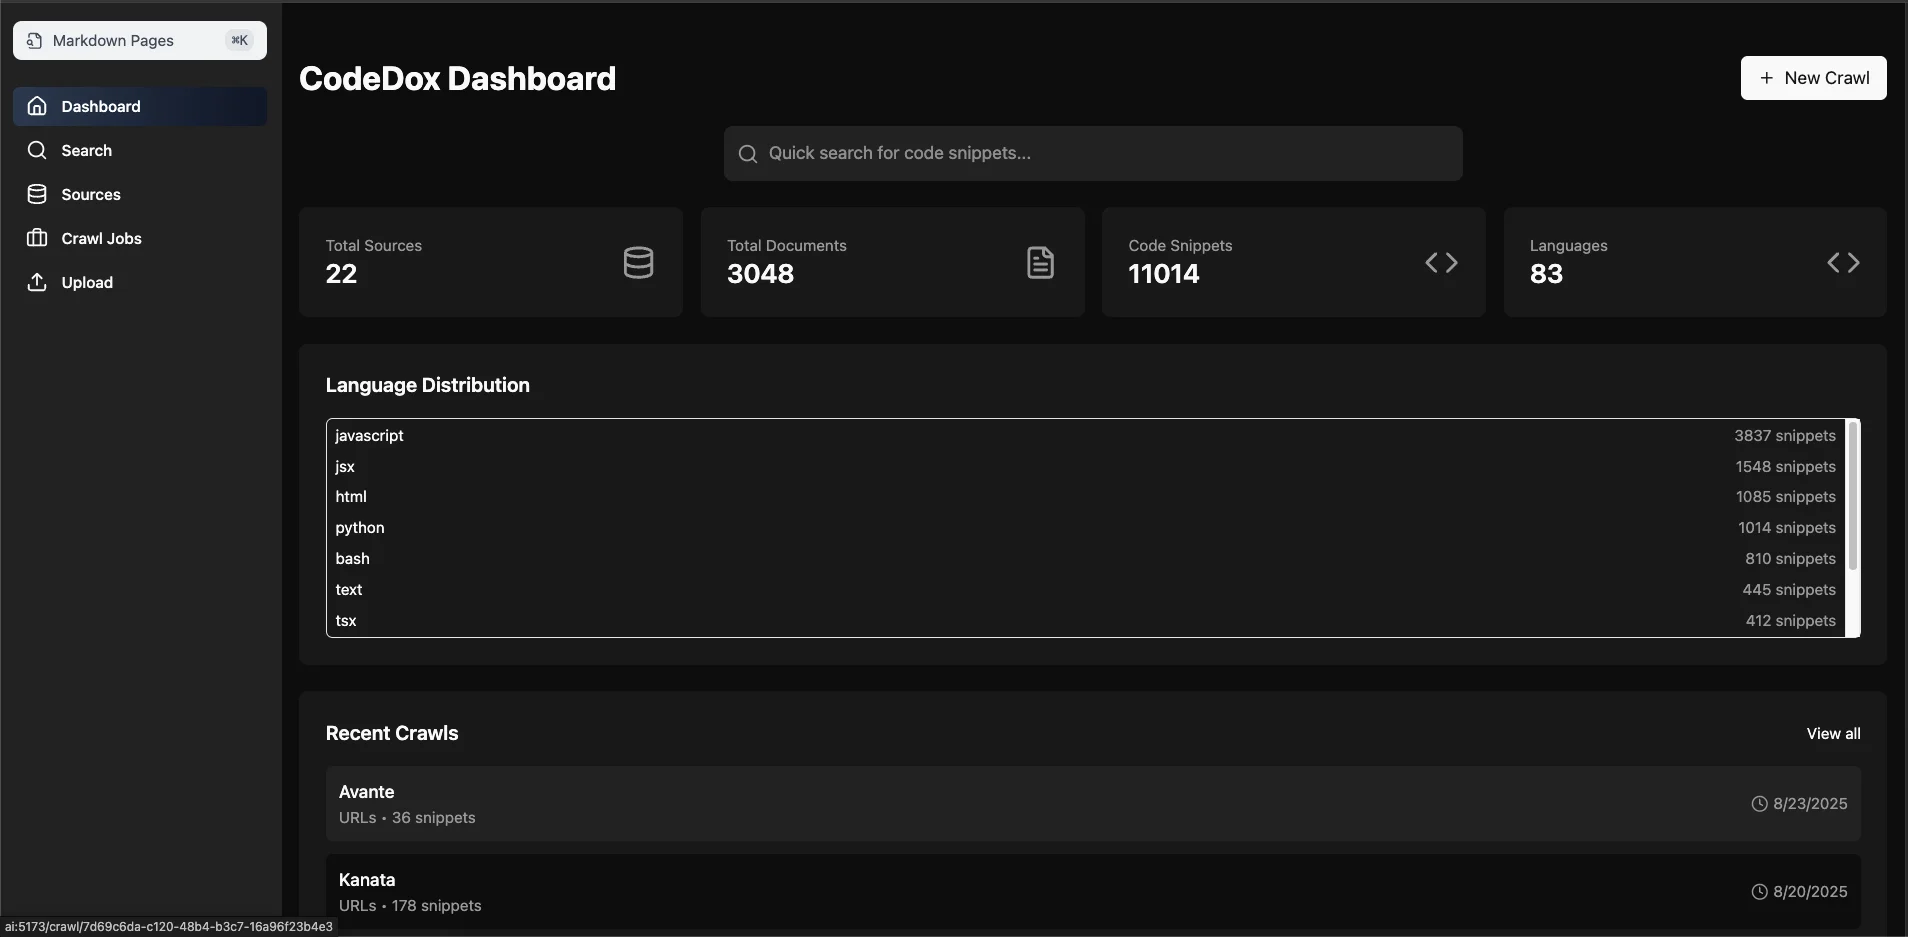 Markdown Pages ⌘K
Dashboard
Search
Sources
Crawl Jobs
Upload
CodeDox Dashboard
+ New Crawl
Quick search for code snippets...
Total Sources
22
Total Documents
3048
Code Snippets
11014
Languages
83
Language Distribution
javascript 3837 snippets
jsx 1548 snippets
html 1085 snippets
python 1014 snippets
bash 810 snippets
text 445 snippets
tsx 412 snippets
Recent Crawls View all
Avante
URLs • 36 snippets
8/23/2025
Kanata
URLs • 178 snippets
8/20/2025
ai:5173/crawl/7d69c6da-c120-48b4-b3c7-16a96f23b4e3